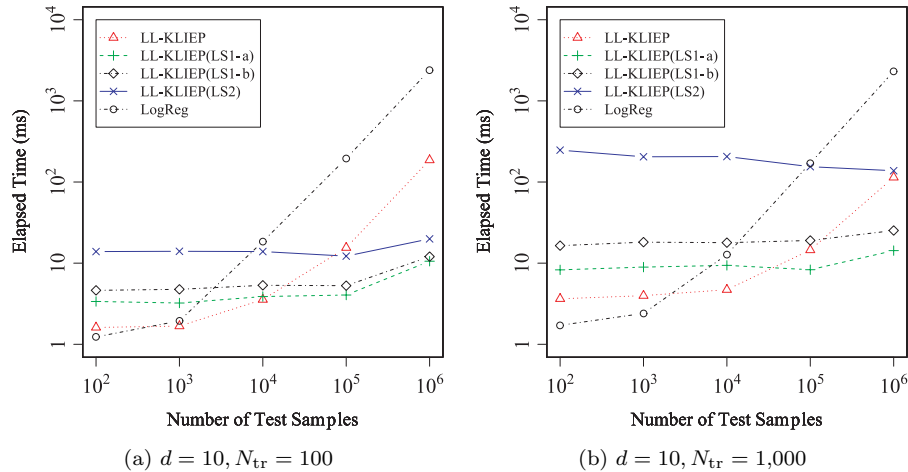 10^4
10^3
10^2
10
1
Elapsed Time (ms)
LL-KLIEP
LL-KLIEP(LS1-a)
LL-KLIEP(LS1-b)
LL-KLIEP(LS2)
LogReg
10^2 10^3 10^4 10^5 10^6
Number of Test Samples
(a) d = 10, N_tr = 100
10^4
10^3
10^2
10
1
Elapsed Time (ms)
LL-KLIEP
LL-KLIEP(LS1-a)
LL-KLIEP(LS1-b)
LL-KLIEP(LS2)
LogReg
10^2 10^3 10^4 10^5 10^6
Number of Test Samples
(b) d = 10, N_tr = 1,000